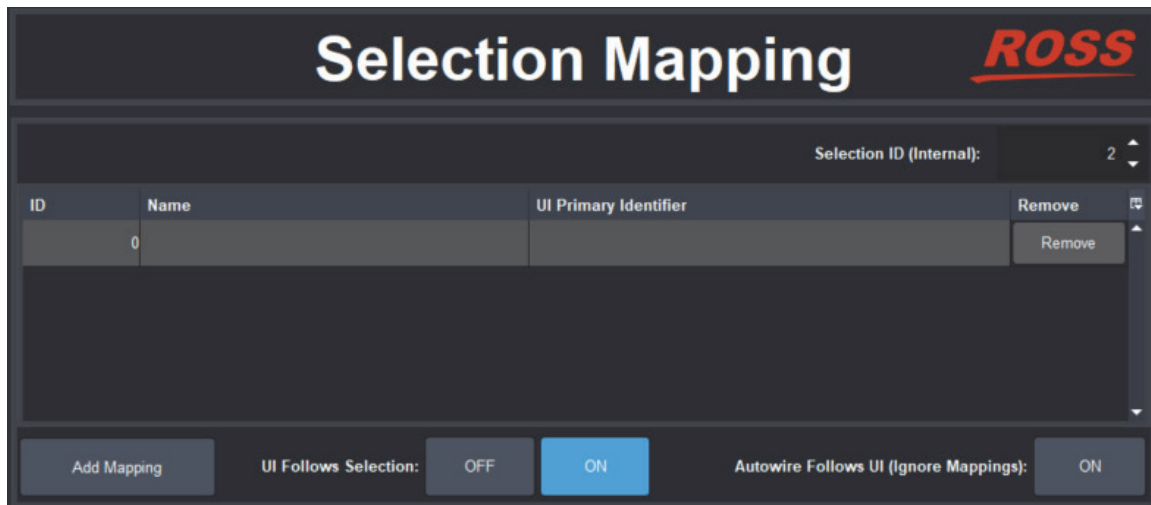 Selection Mapping
ROSS
Selection ID (Internal): 2
ID Name UI Primary Identifier Remove
0 Remove
Add Mapping UI Follows Selection: OFF ON Autowire Follows UI (Ignore Mappings): ON